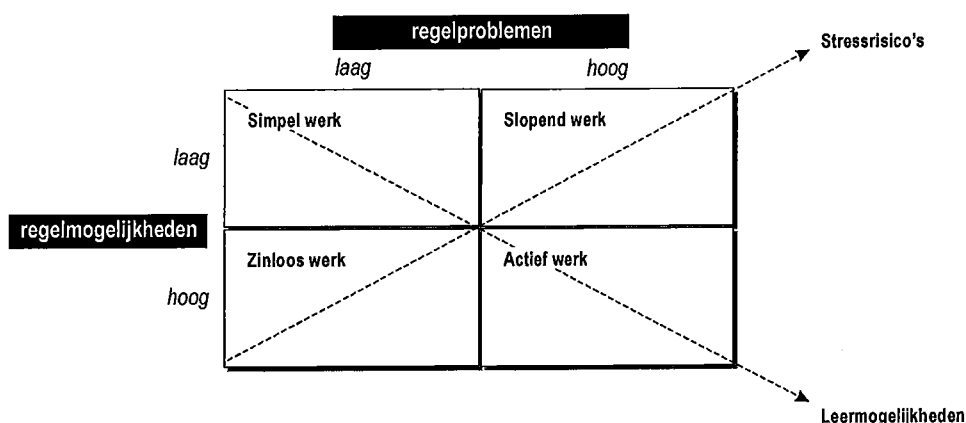 regelproblemen
Stressrisico's
laag hoog
Simpel werk Slopend werk
laag
regelmogelijkheden
Zinloos werk Actief werk
hoog
Leermogelijkheden